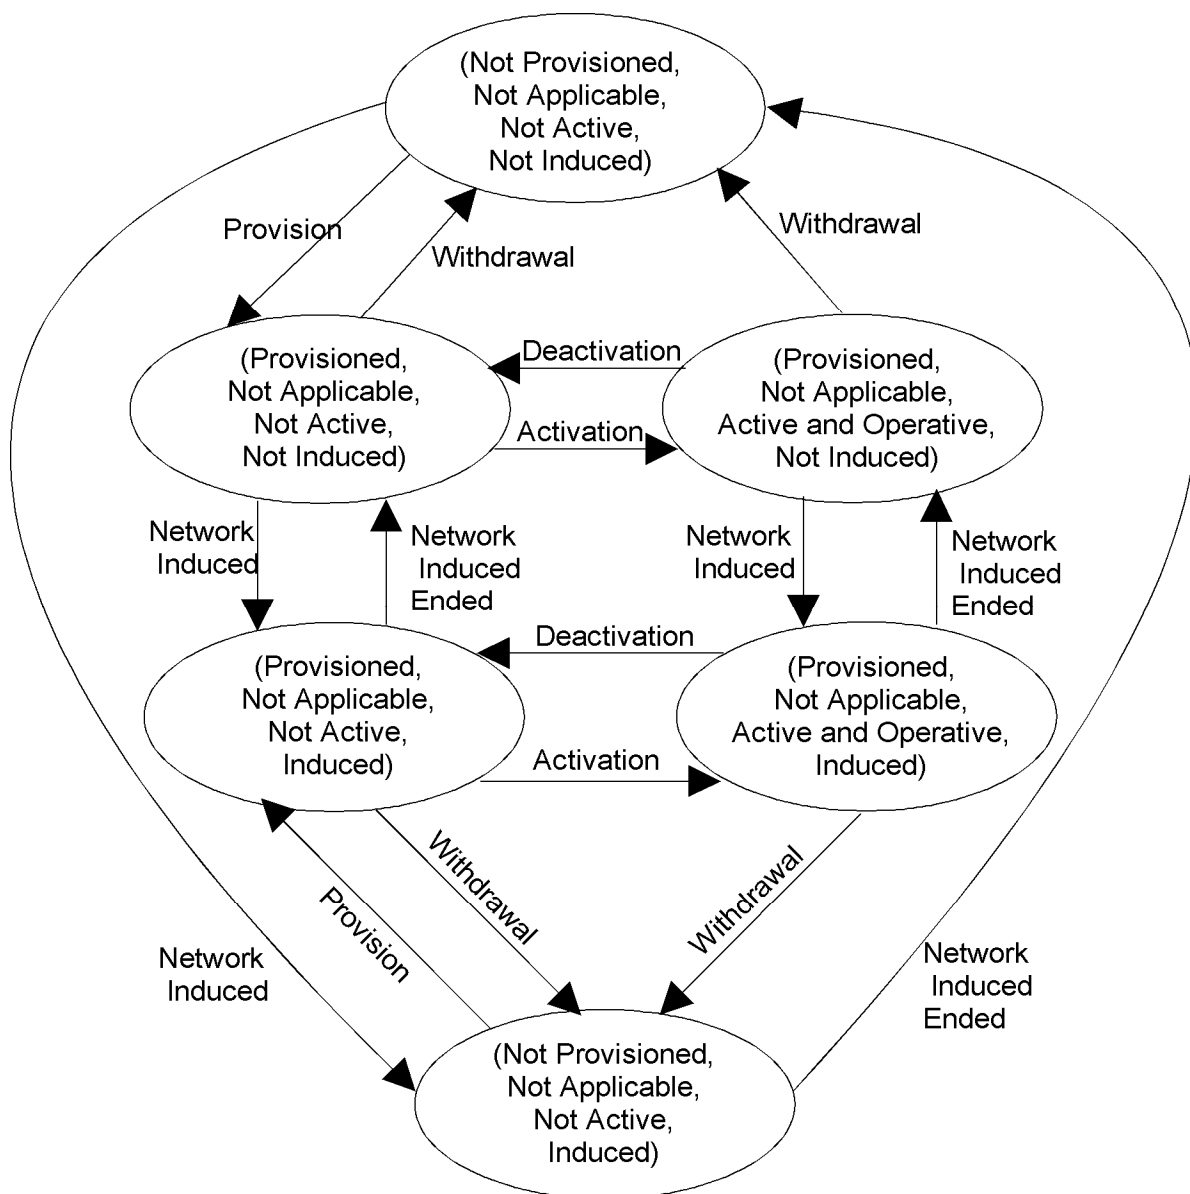 (Not Provisioned,
Not Applicable,
Not Active,
Not Induced)
Provision
Withdrawal
Withdrawal
(Provisioned,
Not Applicable,
Not Active,
Not Induced)
Deactivation
Activation
(Provisioned,
Not Applicable,
Active and Operative,
Not Induced)
Network
Induced
Network
Induced
Ended
Network
Induced
Network
Induced
Ended
(Provisioned,
Not Applicable,
Not Active,
Induced)
Deactivation
Activation
(Provisioned,
Not Applicable,
Active and Operative,
Induced)
Withdrawal
Provision
Withdrawal
Network
Induced
Network
Induced
Ended
(Not Provisioned,
Not Applicable,
Not Active,
Induced)